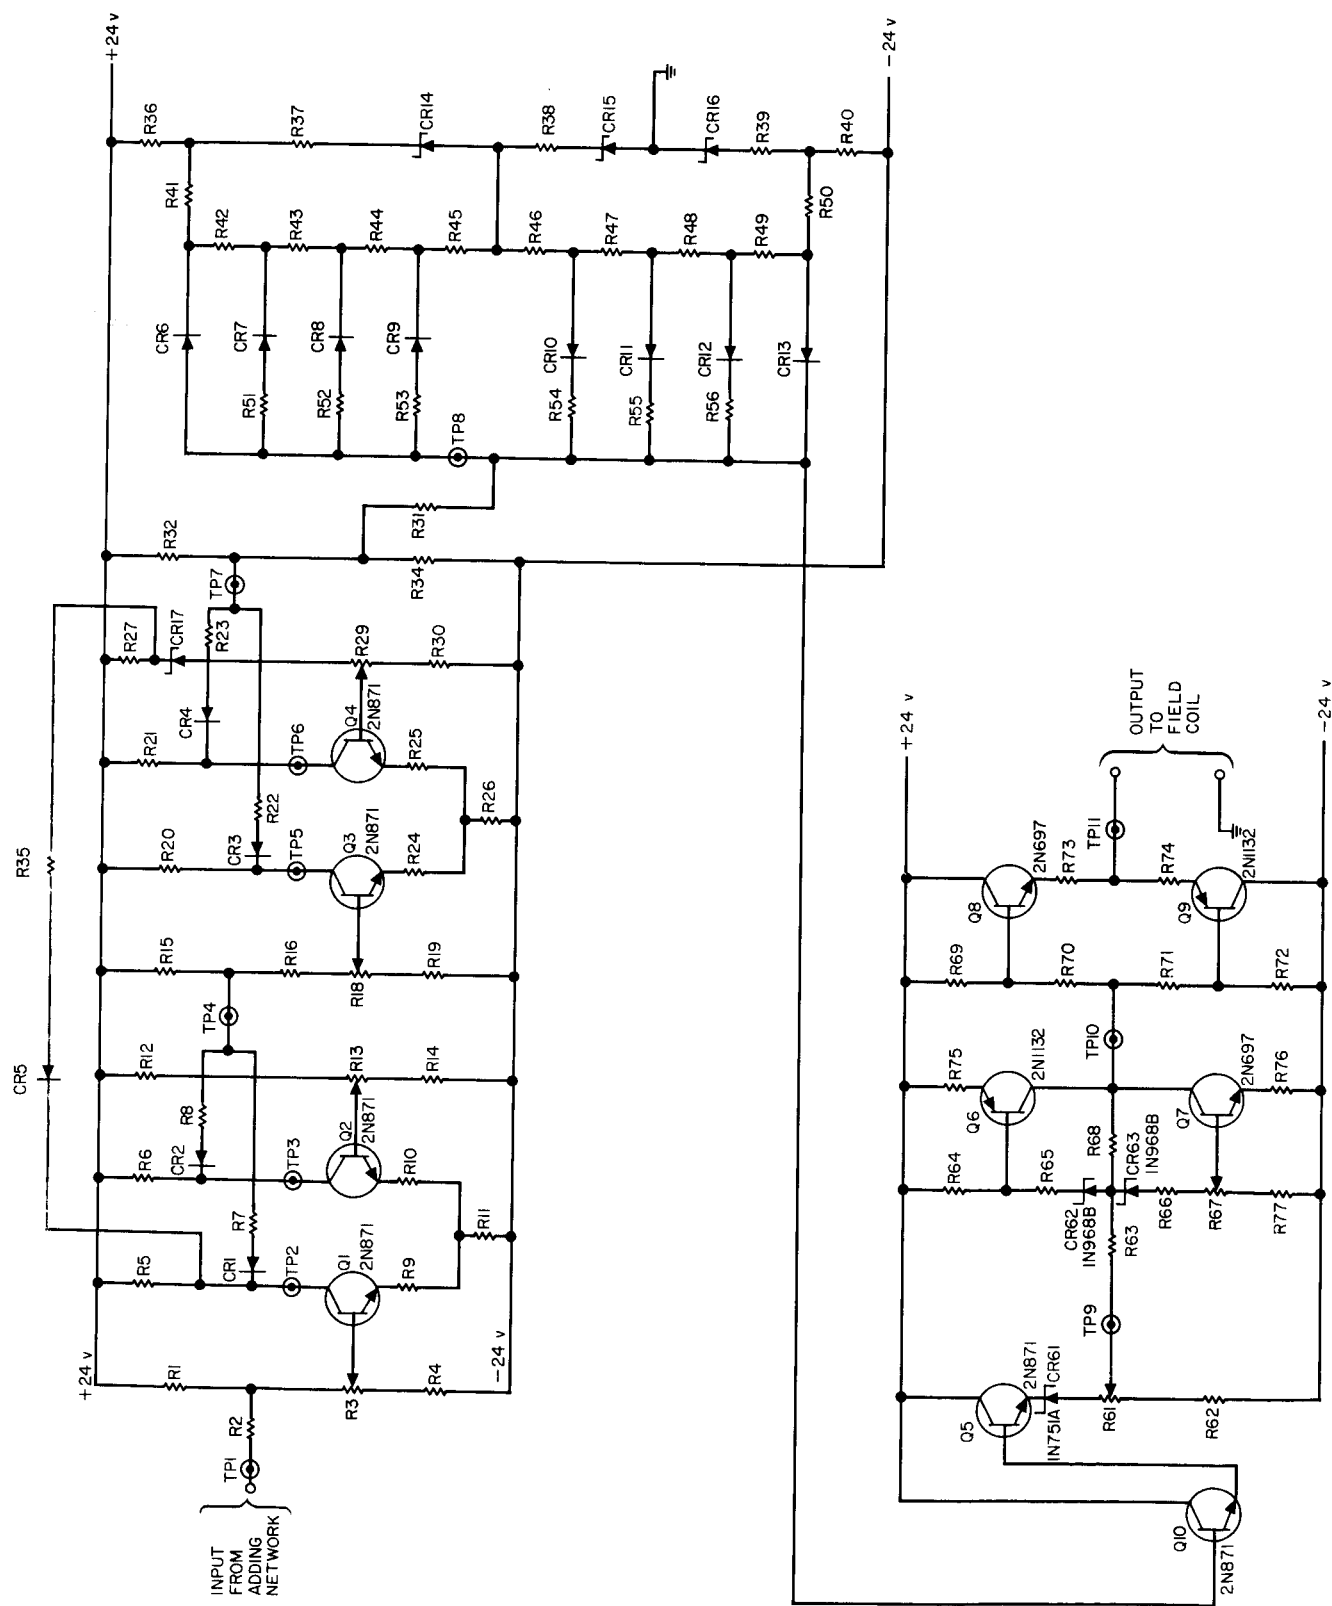 +24 v
R36
R37
CR14
R38
CR15
CR16
R39
R40
-24 v
R41
R42
R43
R44
R45
R46
R47
R48
R49
R50
CR6
CR7
CR8
CR9
CR10
CR11
CR12
CR13
R51
R52
R53
R54
R55
R56
TP8
R31
R32
TP7
R34
R27
CR17
R23
R29
R30
CR4
R21
TP6
Q4
2N871
R25
R26
R22
R20
CR3
TP5
Q3
2N871
R24
R35
R15
R16
R18
R19
TP4
CR5
R12
R13
R14
R8
R6
CR2
TP3
Q2
2N871
R10
R11
R7
R5
CR1
TP2
Q1
2N871
R9
+24 v
-24 v
R1
R2
R3
R4
TP1
INPUT
FROM
ADDING
NETWORK
+24 v
-24 v
OUTPUT
TO
FIELD
COIL
TP11
Q8
2N697
R73
R74
Q9
2N1132
R69
R70
R71
R72
TP10
R75
Q6
2N1132
Q7
2N697
R76
R68
R64
R65
CR62
IN968B
CR63
IN968B
R66
R67
R77
R63
TP9
Q5
2N871
CR61
IN751A
R61
R62
Q10
2N871